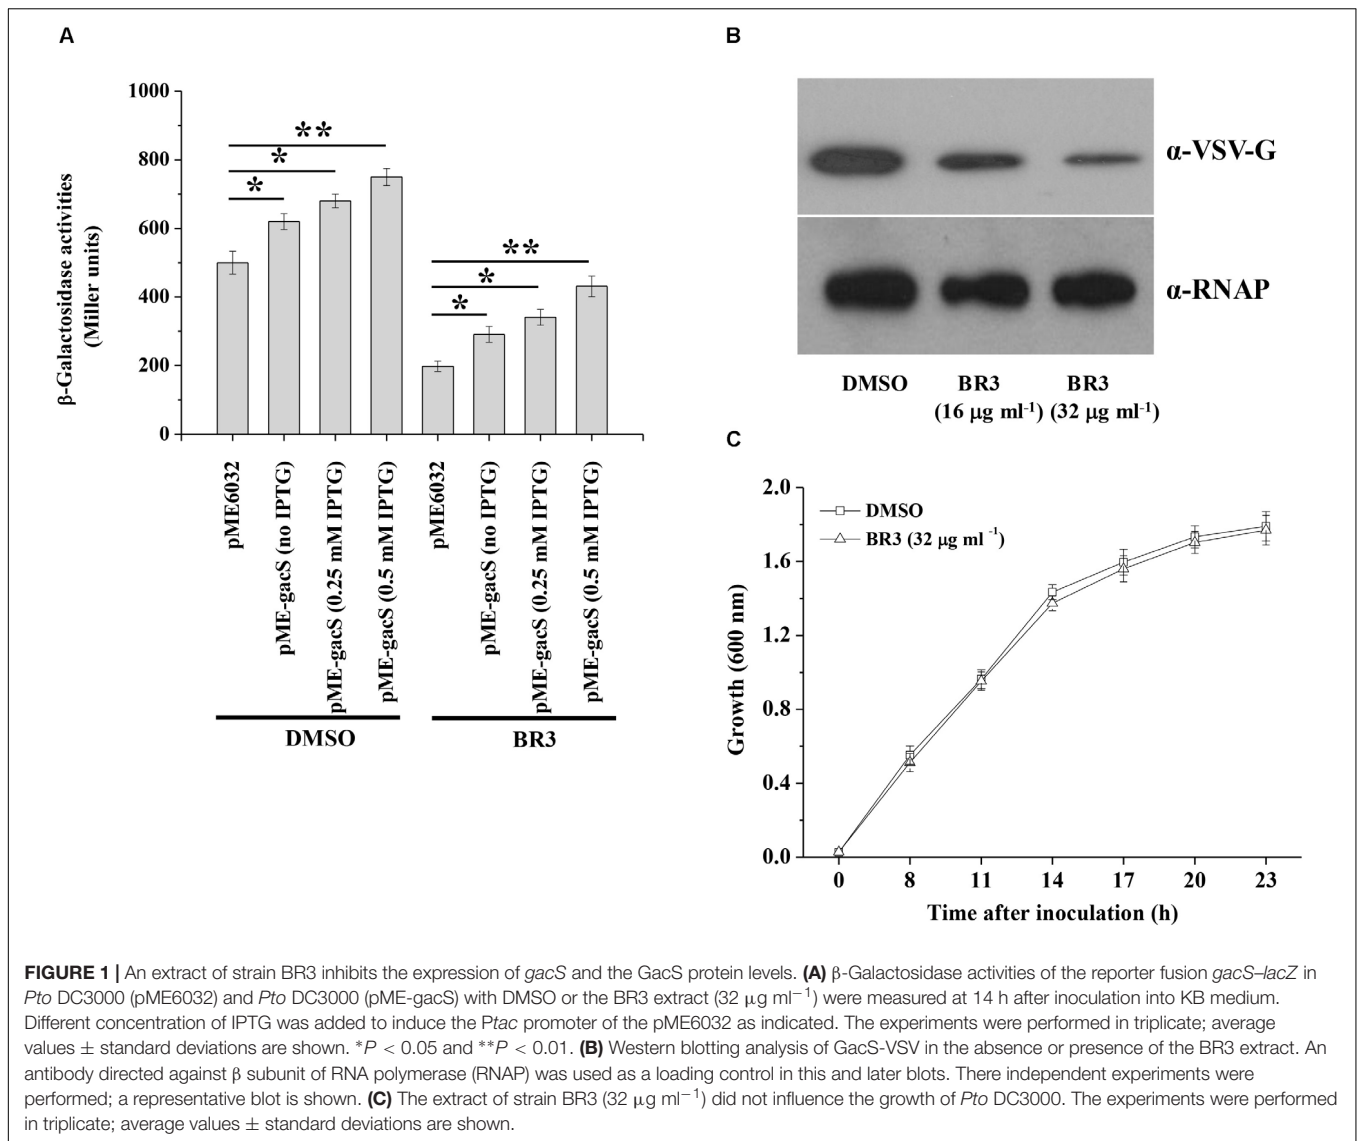 A
1000
800
600
400
200
0
β-Galactosidase activities
(Miller units)
**
*
*
**
*
*
pME6032
pME-gacS (no IPTG)
pME-gacS (0.25 mM IPTG)
pME-gacS (0.5 mM IPTG)
pME6032
pME-gacS (no IPTG)
pME-gacS (0.25 mM IPTG)
pME-gacS (0.5 mM IPTG)
DMSO
BR3
B
α-VSV-G
α-RNAP
DMSO BR3 BR3
(16 μg ml-1) (32 μg ml-1)
C
2.0
1.6
1.2
0.8
0.4
0.0
Growth (600 nm)
DMSO
BR3 (32 μg ml -1)
0 8 11 14 17 20 23
Time after inoculation (h)
FIGURE 1 | An extract of strain BR3 inhibits the expression of gacS and the GacS protein levels. (A) β-Galactosidase activities of the reporter fusion gacS–lacZ in
Pto DC3000 (pME6032) and Pto DC3000 (pME-gacS) with DMSO or the BR3 extract (32 μg ml−1) were measured at 14 h after inoculation into KB medium.
Different concentration of IPTG was added to induce the Ptac promoter of the pME6032 as indicated. The experiments were performed in triplicate; average
values ± standard deviations are shown. *P < 0.05 and **P < 0.01. (B) Western blotting analysis of GacS-VSV in the absence or presence of the BR3 extract. An
antibody directed against β subunit of RNA polymerase (RNAP) was used as a loading control in this and later blots. There independent experiments were
performed; a representative blot is shown. (C) The extract of strain BR3 (32 μg ml−1) did not influence the growth of Pto DC3000. The experiments were performed
in triplicate; average values ± standard deviations are shown.